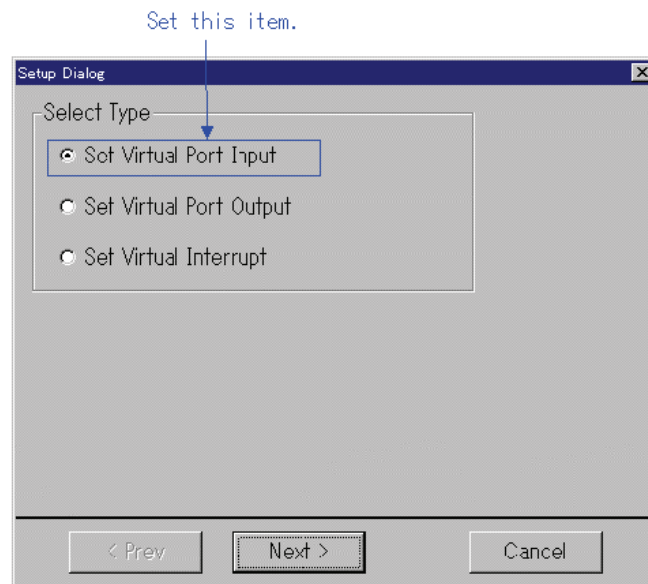 Set this item.
Setup Dialog
Select Type
Set Virtual Port Input
Set Virtual Port Output
Set Virtual Interrupt
< Prev
Next >
Cancel